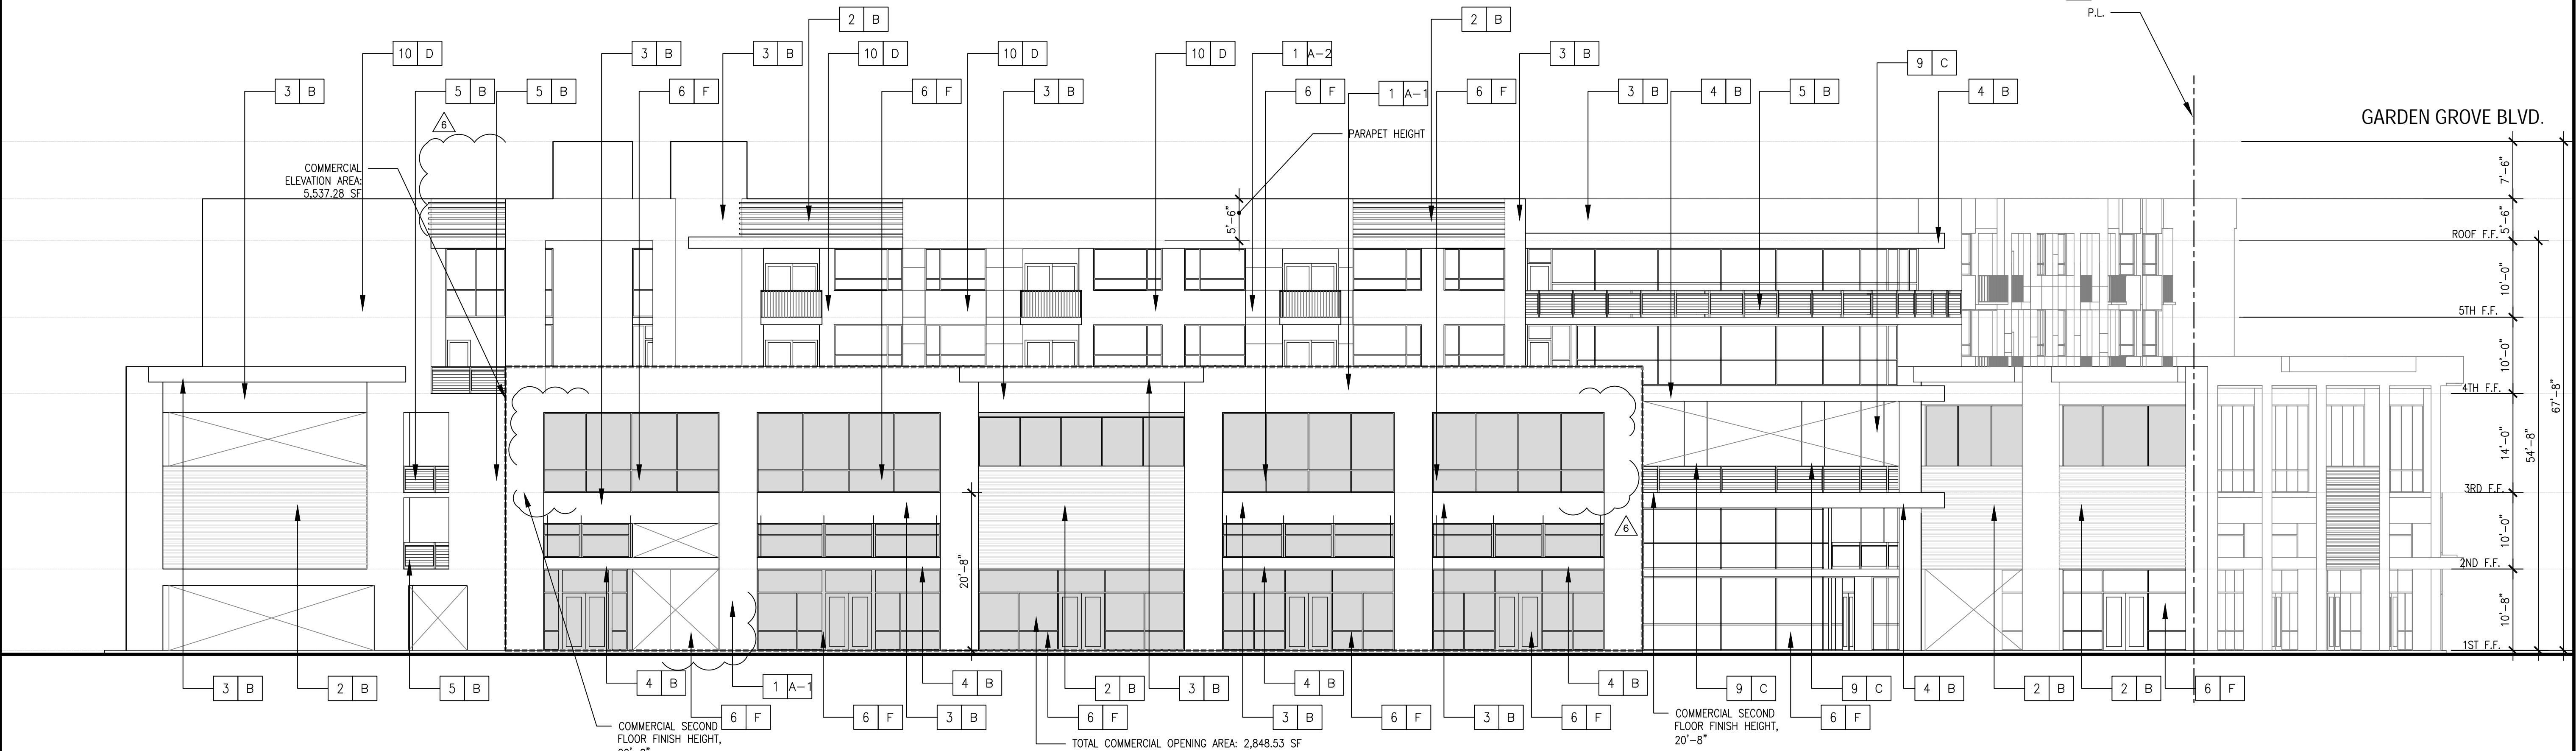 2 B
2 B
P.L.
10 D
3 B
3 B
10 D
10 D
10 D
1 A-2
3 B
9 C
3 B
5 B
5 B
6 F
6 F
3 B
6 F
1 A-1
6 F
3 B
4 B
5 B
4 B
GARDEN GROVE BLVD.
6
PARAPET HEIGHT
COMMERCIAL
ELEVATION AREA:
5,537.28 SF
7'-6"
5'-6"
5'-6"
ROOF F.F.
10'-0"
5TH F.F.
10'-0"
4TH F.F.
67'-8"
14'-0"
54'-8"
3RD F.F.
10'-0"
6
20'-8"
2ND F.F.
10'-8"
1ST F.F.
3 B
2 B
5 B
4 B
1 A-1
4 B
2 B
3 B
4 B
4 B
9 C
9 C
4 B
2 B
2 B
6 F
6 F
6 F
3 B
6 F
3 B
6 F
3 B
6 F
6 F
COMMERCIAL SECOND
FLOOR FINISH HEIGHT,
20'-8"
TOTAL COMMERCIAL OPENING AREA: 2,848.53 SF
COMMERCIAL SECOND
FLOOR FINISH HEIGHT,
20'-8"